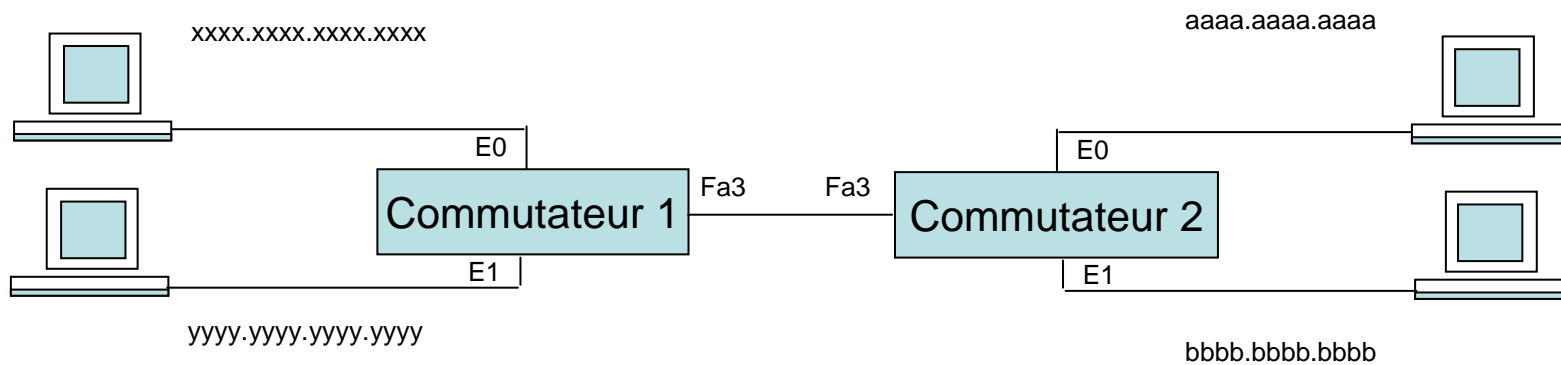 xxxx.xxxx.xxxx.xxxx
aaaa.aaaa.aaaa
E0
E0
Fa3
Fa3
Commutateur 1
Commutateur 2
E1
E1
yyyy.yyyy.yyyy.yyyy
bbbb.bbbb.bbbb